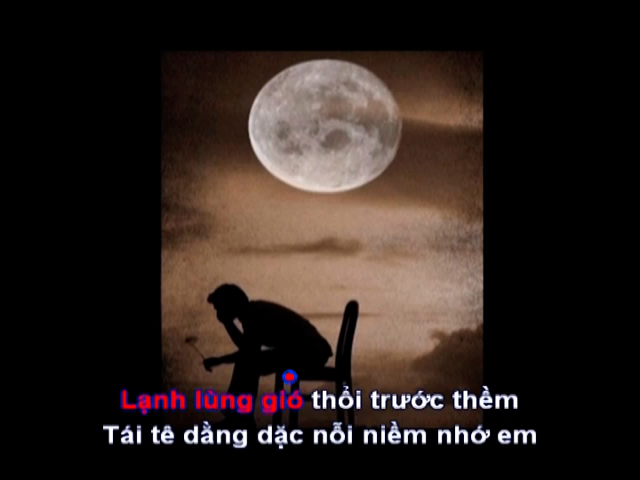 Lạnh lùng gió thổi trước thềm
Tái tê dằng dặc nỗi niềm nhớ em